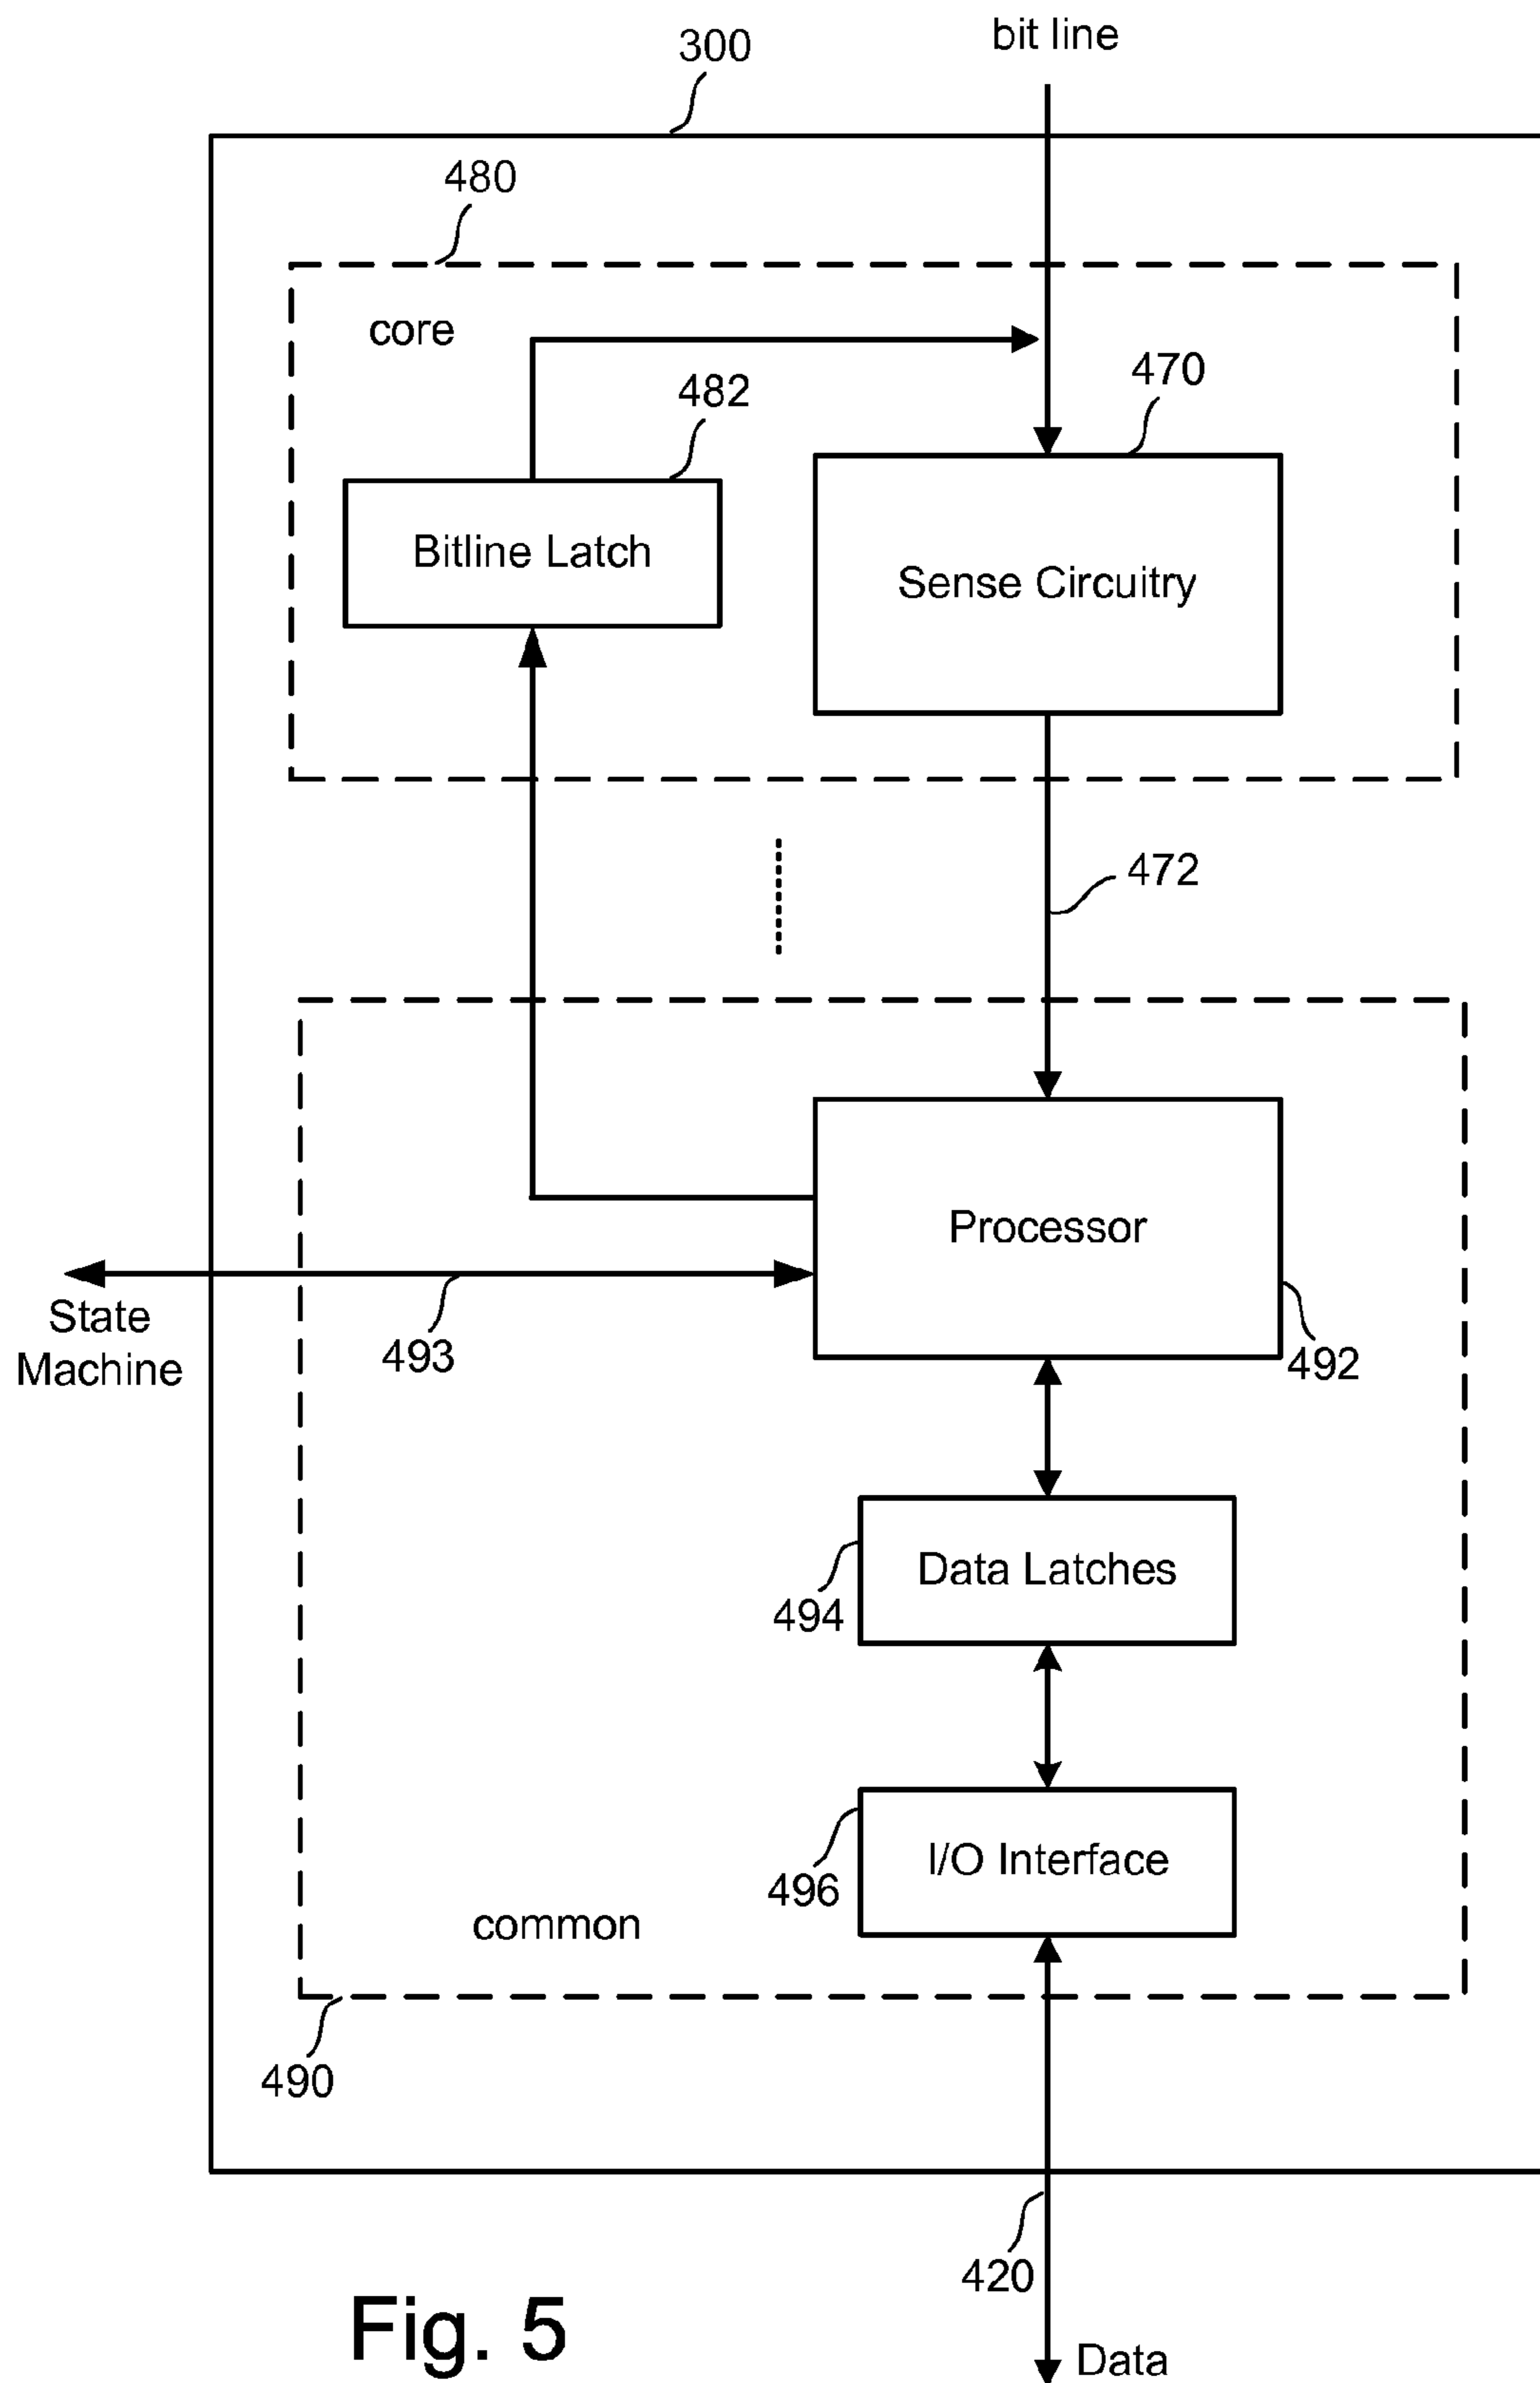 300
bit line
480
core
470
482
Bitline Latch
Sense Circuitry
472
Processor
State
Machine
493
492
Data Latches
494
I/O Interface
496
common
490
420
Fig. 5
Data